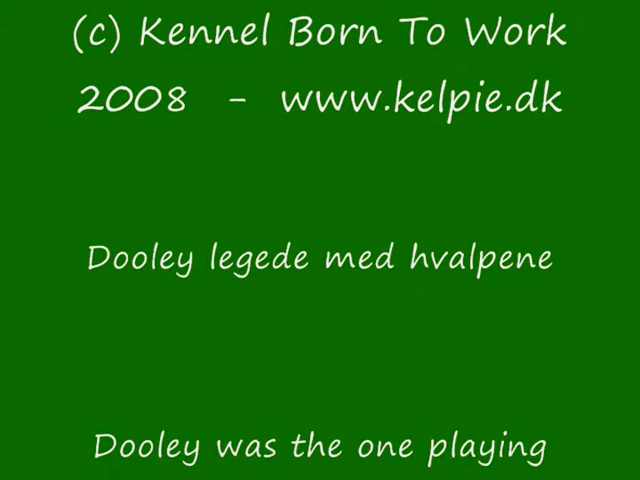 (c) Kennel Born To Work
2008 - www.kelpie.dk
Dooley legede med hvalpene
Dooley was the one playing